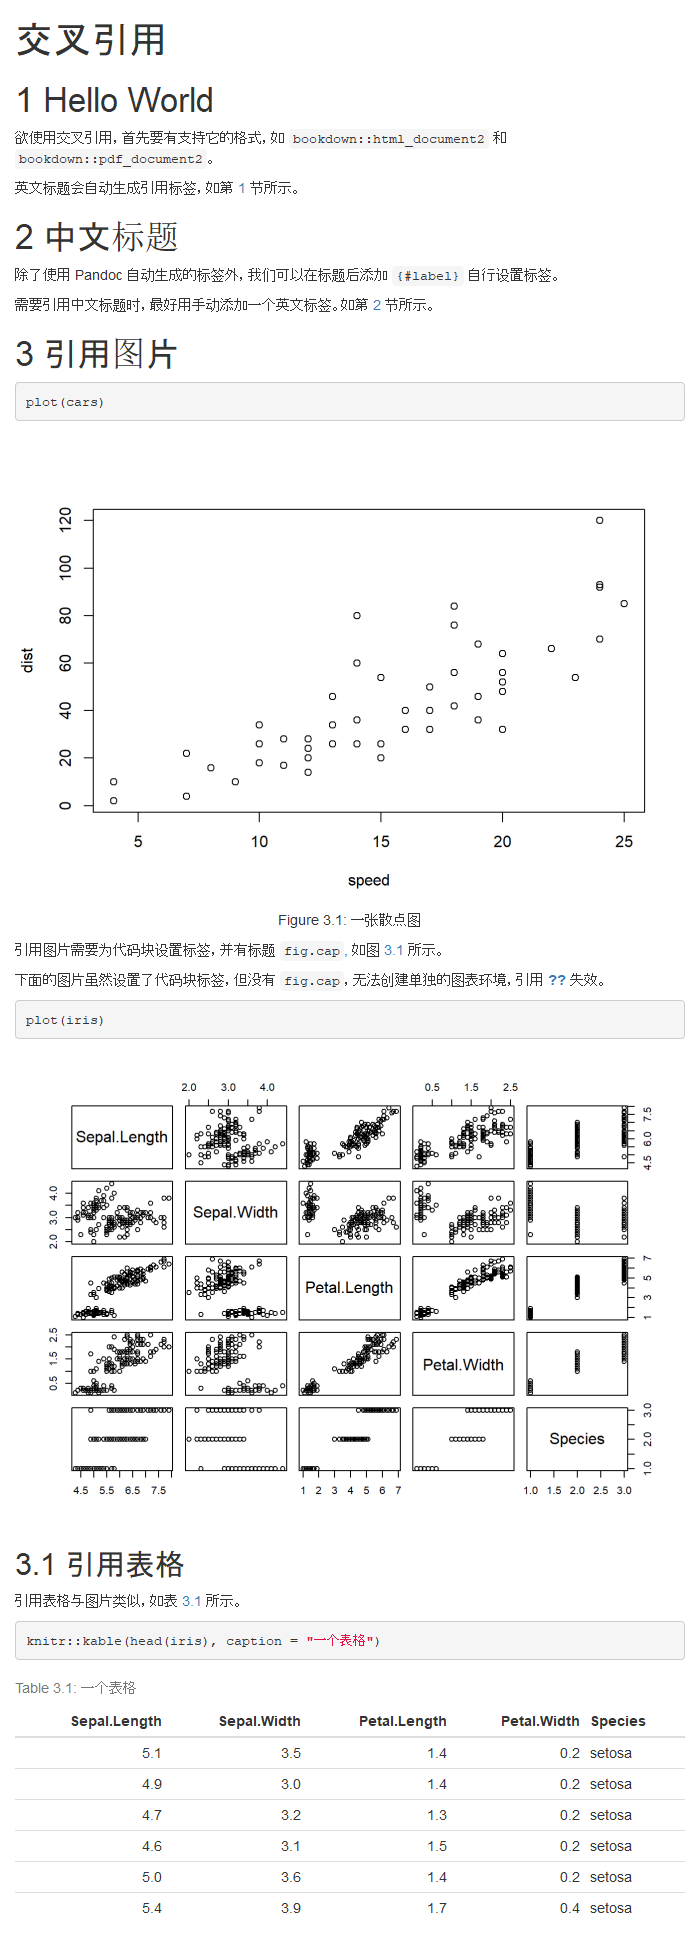 交叉引用
1 Hello World
欲使用交叉引用，首先要有支持它的格式，如 bookdown::html_document2 和
bookdown::pdf_document2 。
英文标题会自动生成引用标签，如第 1 节所示。
2 中文标题
除了使用 Pandoc 自动生成的标签外，我们可以在标题后添加 {#label} 自行设置标签。
需要引用中文标题时，最好用手动添加一个英文标签。如第 2 节所示。
3 引用图片
plot(cars)
120
100
80
60
40
20
0
dist
5 10 15 20 25
speed
Figure 3.1: 一张散点图
引用图片需要为代码块设置标签，并有标题 fig.cap，如图 3.1 所示。
下面的图片虽然设置了代码块标签，但没有 fig.cap ，无法创建单独的图表环境，引用 ?? 失效。
plot(iris)
2.0 3.0 4.0 0.5 1.5 2.5
Sepal.Length
4.5 6.0 7.5
2.0 3.0 4.0
Sepal.Width
Petal.Length
1 3 5 7
0.5 1.5 2.5
Petal.Width
Species
1.0 2.0 3.0
4.5 5.5 6.5 7.5 1 2 3 4 5 6 7 1.0 1.5 2.0 2.5 3.0
3.1 引用表格
引用表格与图片类似，如表 3.1 所示。
knitr::kable(head(iris), caption = "一个表格")
Table 3.1: 一个表格
Sepal.Length Sepal.Width Petal.Length Petal.Width Species
5.1 3.5 1.4 0.2 setosa
4.9 3.0 1.4 0.2 setosa
4.7 3.2 1.3 0.2 setosa
4.6 3.1 1.5 0.2 setosa
5.0 3.6 1.4 0.2 setosa
5.4 3.9 1.7 0.4 setosa